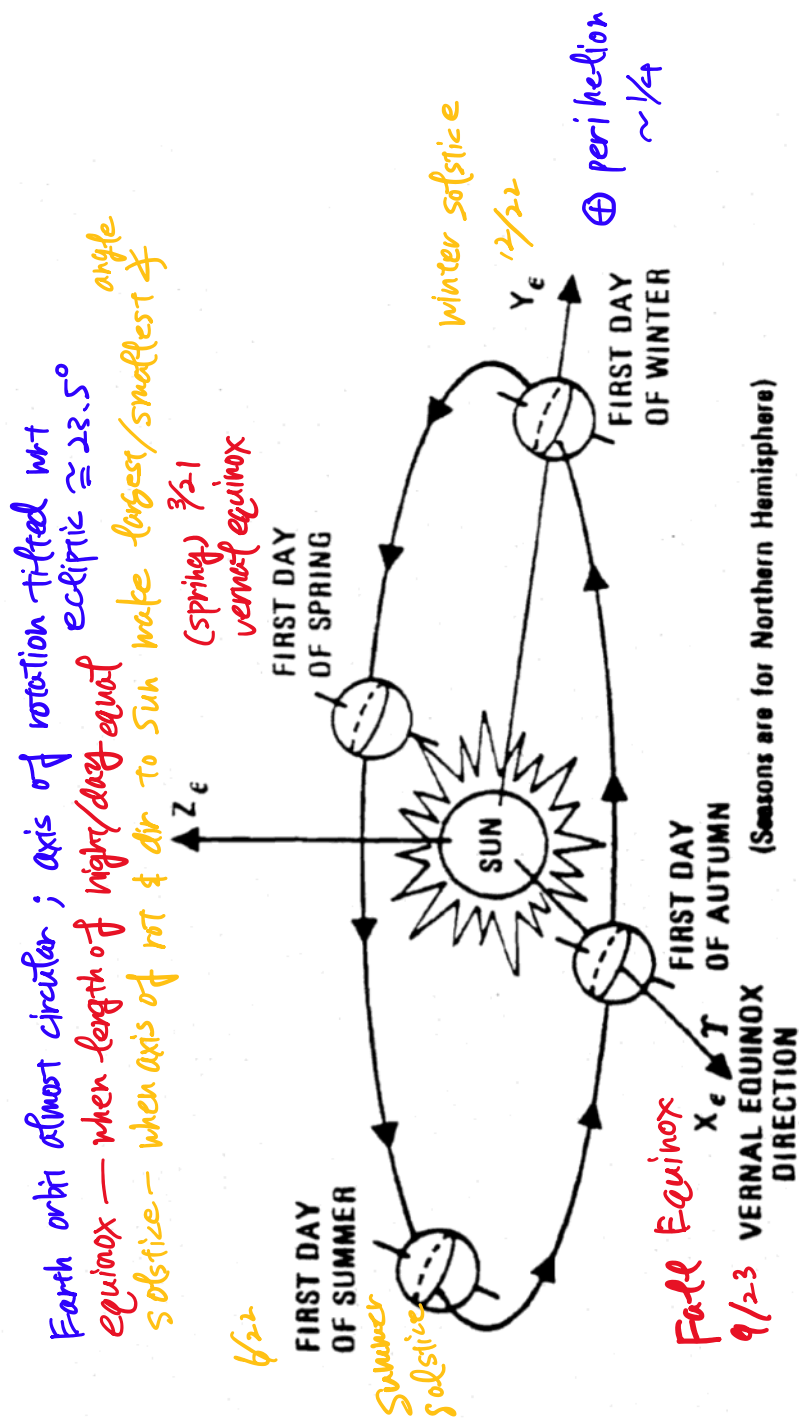 Earth orbit almost circular ; axis of rotation tilted wrt
ecliptic ≅ 23.5°
equinox — when length of night/day equal
solstice – when axis of rot & dir to sun make largest/smallest ∡
angle
(spring) 3/21
vernal equinox
FIRST DAY
OF SPRING
Zϵ
winter solstice
12/22
Yϵ
FIRST DAY
OF WINTER
⊕ perihelion
~1/4
6/22
FIRST DAY
OF SUMMER
Summer
solstice
SUN
FIRST DAY
OF AUTUMN
Xϵ ♈
VERNAL EQUINOX
DIRECTION
Fall Equinox
9/23
(Seasons are for Northern Hemisphere)